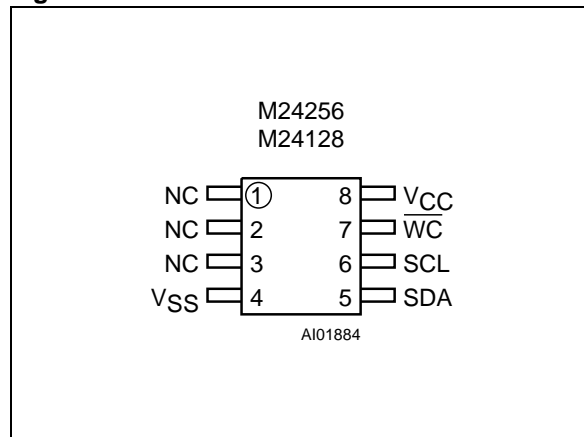 M24256
M24128
NC 1 8 VCC
NC 2 7 WC
NC 3 6 SCL
VSS 4 5 SDA
AI01884